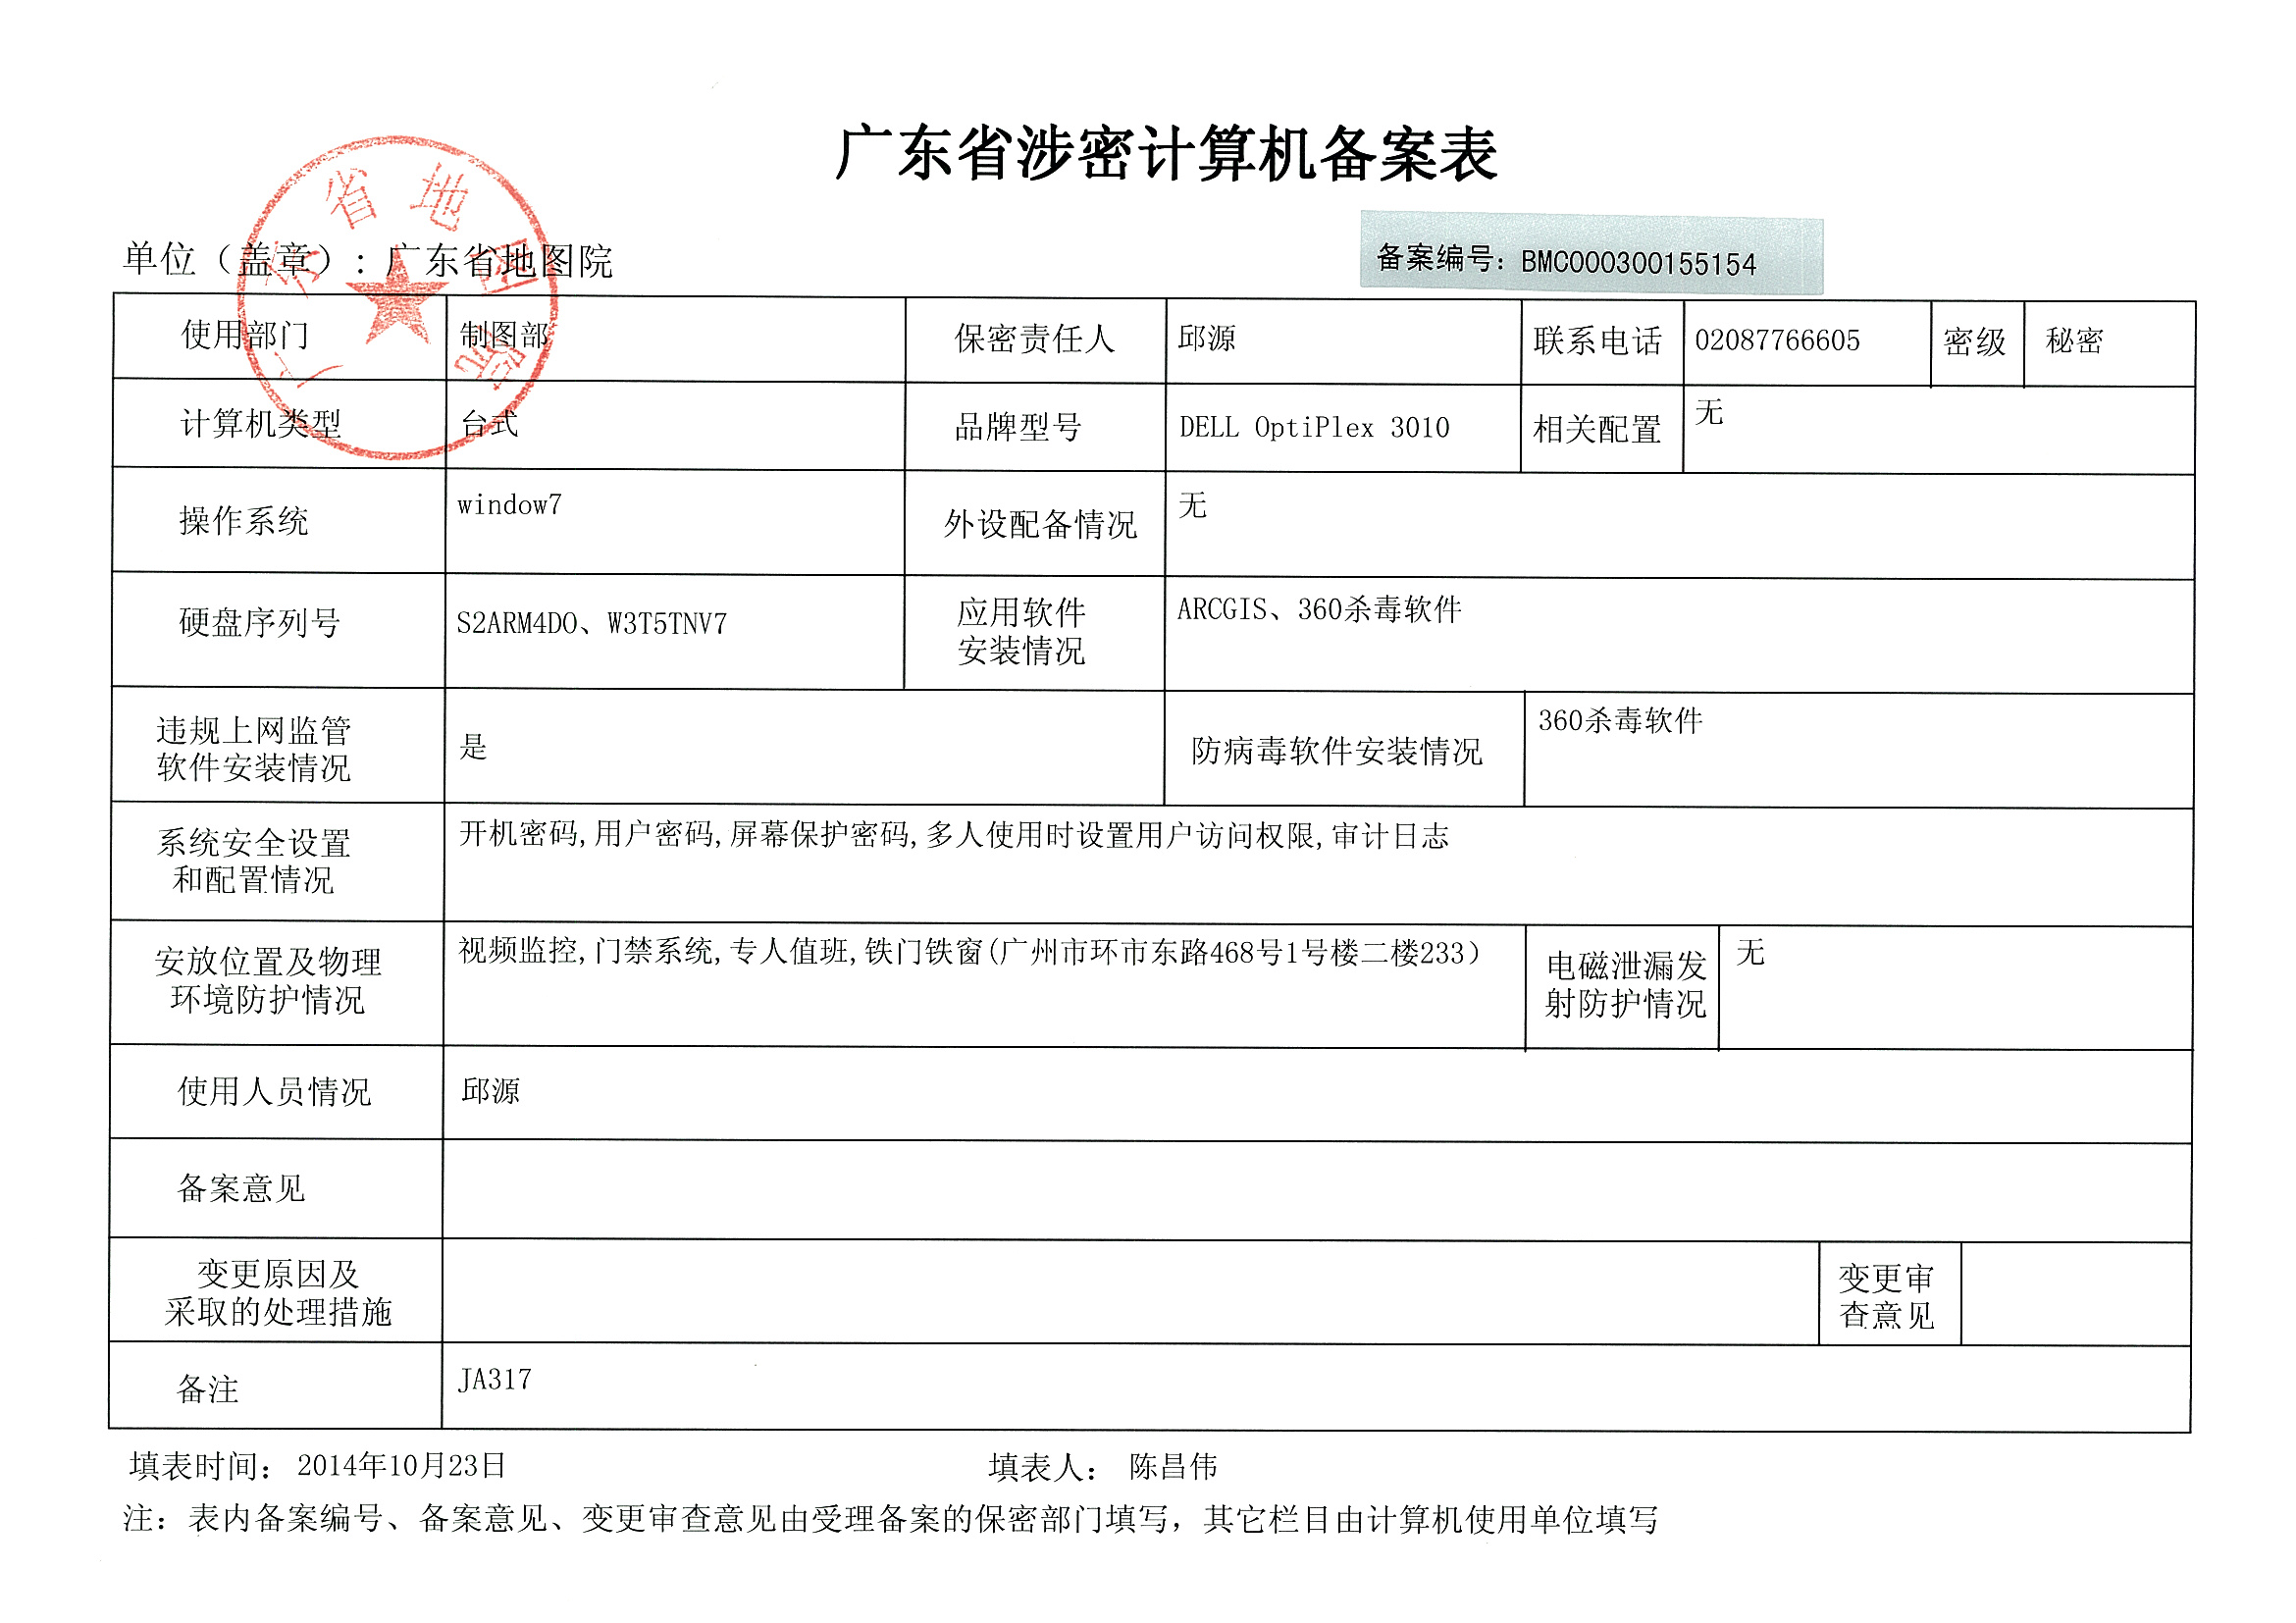 广东省涉密计算机备案表
单位（盖章）: 广东省地图院
备案编号: BMC000300155154
广东省地图院
使用部门 制图部 保密责任人 邱源 联系电话 02087766605 密级 秘密
计算机类型 台式 品牌型号 DELL OptiPlex 3010 相关配置 无
操作系统 window7 外设配备情况 无
硬盘序列号 S2ARM4DO、W3T5TNV7 应用软件
安装情况 ARCGIS、360杀毒软件
违规上网监管
软件安装情况 是 防病毒软件安装情况 360杀毒软件
系统安全设置
和配置情况 开机密码,用户密码,屏幕保护密码,多人使用时设置用户访问权限,审计日志
安放位置及物理
环境防护情况 视频监控,门禁系统,专人值班,铁门铁窗(广州市环市东路468号1号楼二楼233） 电磁泄漏发
射防护情况 无
使用人员情况 邱源
备案意见
变更原因及
采取的处理措施 变更审
查意见
备注 JA317
填表时间: 2014年10月23日 填表人: 陈昌伟
注: 表内备案编号、备案意见、变更审查意见由受理备案的保密部门填写，其它栏目由计算机使用单位填写